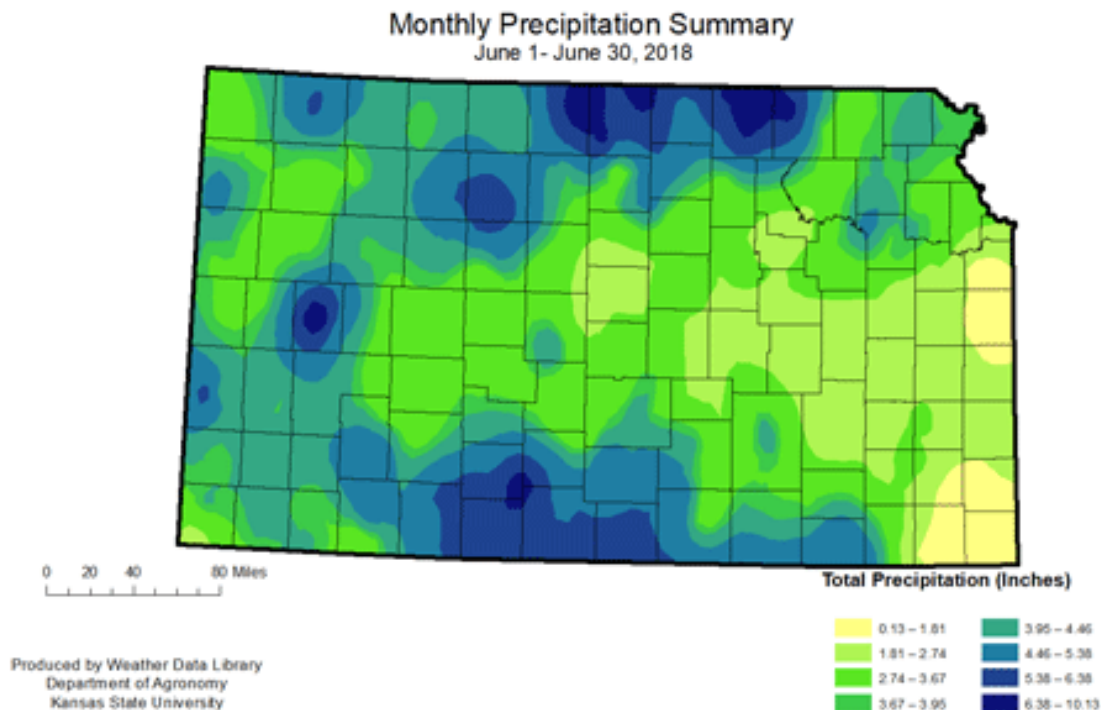 Monthly Precipitation Summary
June 1- June 30, 2018
0 20 40 80 Miles
Total Precipitation (Inches)
0.13 – 1.81
1.81 – 2.74
2.74 – 3.67
3.67 – 3.95
3.95 – 4.46
4.46 – 5.38
5.38 – 6.38
6.38 – 10.13
Produced by Weather Data Library
Department of Agronomy
Kansas State University